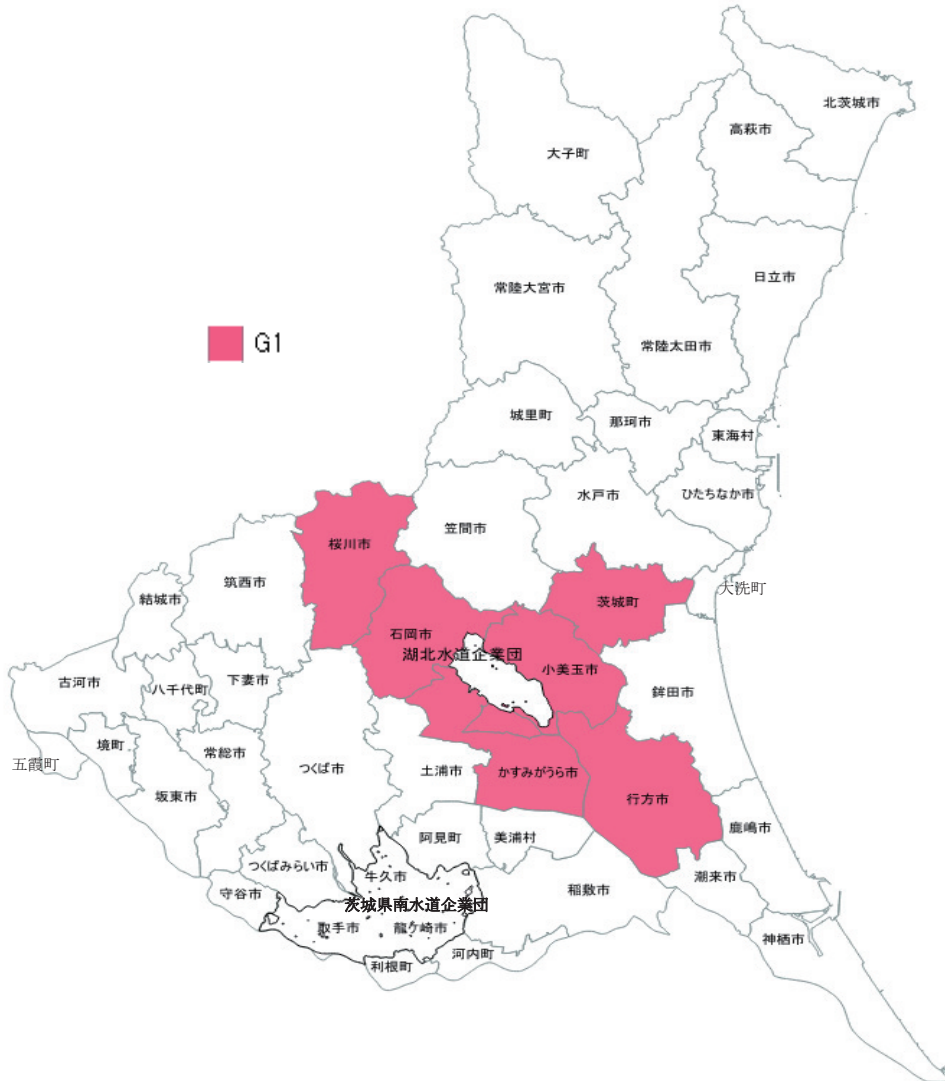 北茨城市
高萩市
大子町
日立市
常陸大宮市
G1
常陸太田市
城里町
那珂市
東海村
ひたちなか市
水戸市
笠間市
桜川市
筑西市
大洗町
結城市
茨城町
石岡市
湖北水道企業団
小美玉市
古河市
八千代町
下妻市
鉾田市
境町
常総市
五霞町
つくば市
土浦市
かすみがうら市
坂東市
行方市
鹿嶋市
阿見町
美浦村
つくばみらい市
牛久市
潮来市
守谷市
稲敷市
茨城県南水道企業団
取手市
龍ケ崎市
神栖市
河内町
利根町